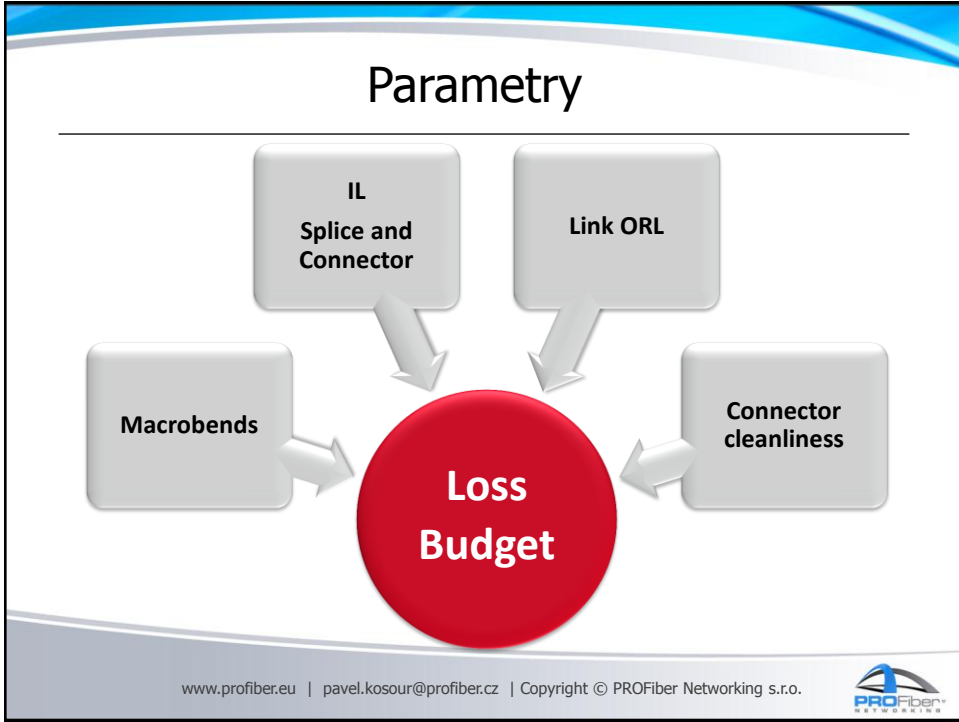 Parametry
IL
Splice and
Connector
Link ORL
Macrobends
Connector
cleanliness
Loss
Budget
www.profiber.eu | pavel.kosour@profiber.cz | Copyright © PROFiber Networking s.r.o.
PROFiber®
NETWORKING